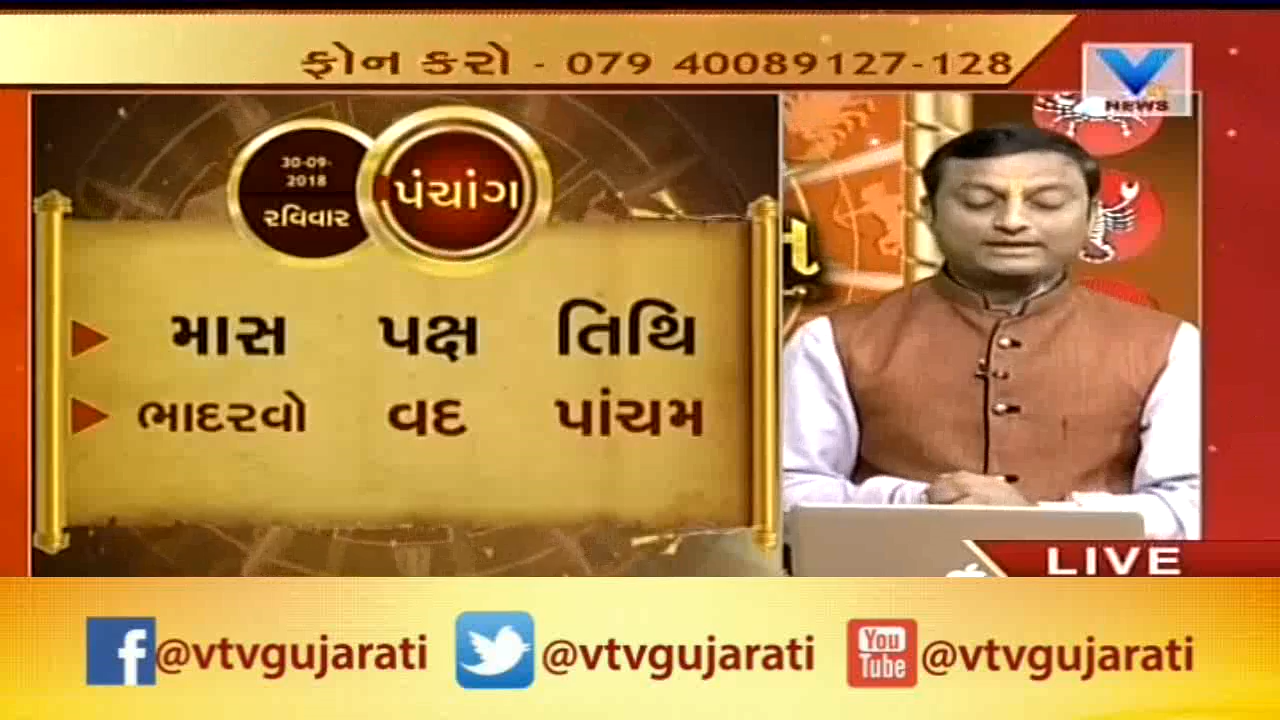 ફોન કરો - 079 40089127-128
V
NEWS
30-09-
2018
રવિવાર
પંચાંગ
માસ પક્ષ તિથિ
ભાદરવો વદ પાંચમ
LIVE
f @vtvgujarati
@vtvgujarati
You
Tube
@vtvgujarati